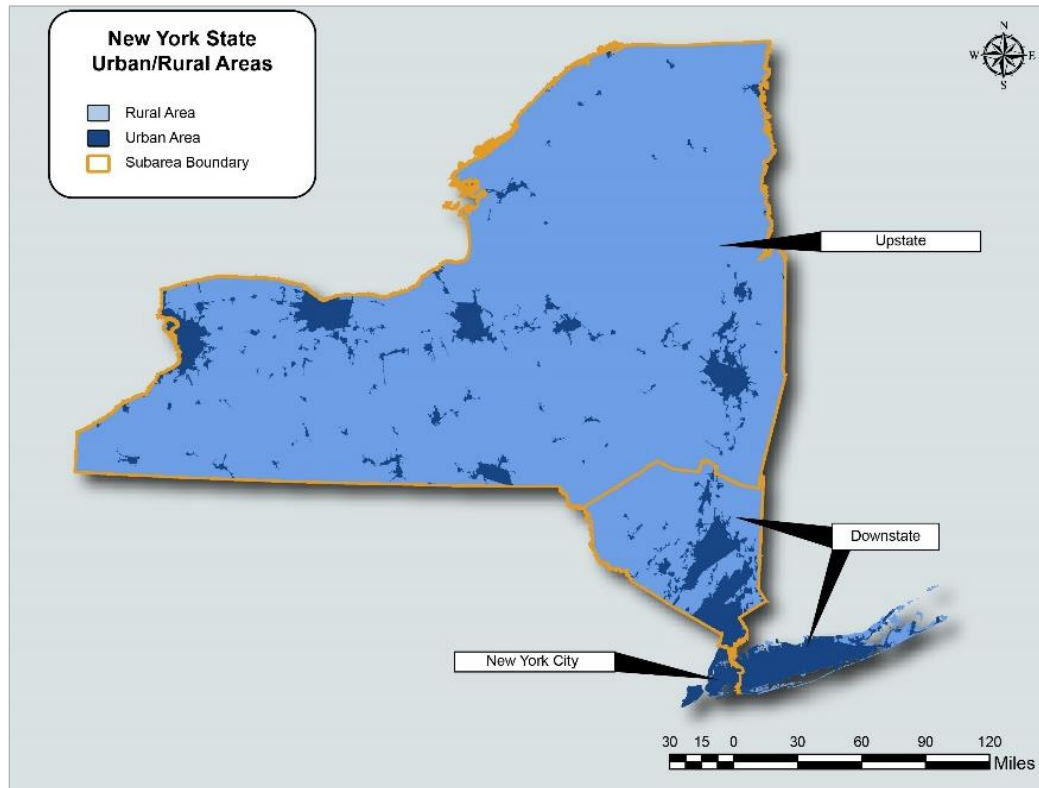 New York State
Urban/Rural Areas
Rural Area
Urban Area
Subarea Boundary
N
W E
S
Upstate
Downstate
New York City
30 15 0 30 60 90 120
Miles